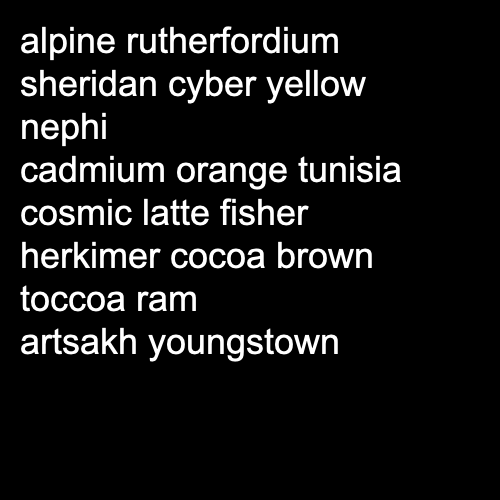 alpine rutherfordium
sheridan cyber yellow
nephi
cadmium orange tunisia
cosmic latte fisher
herkimer cocoa brown
toccoa ram
artsakh youngstown